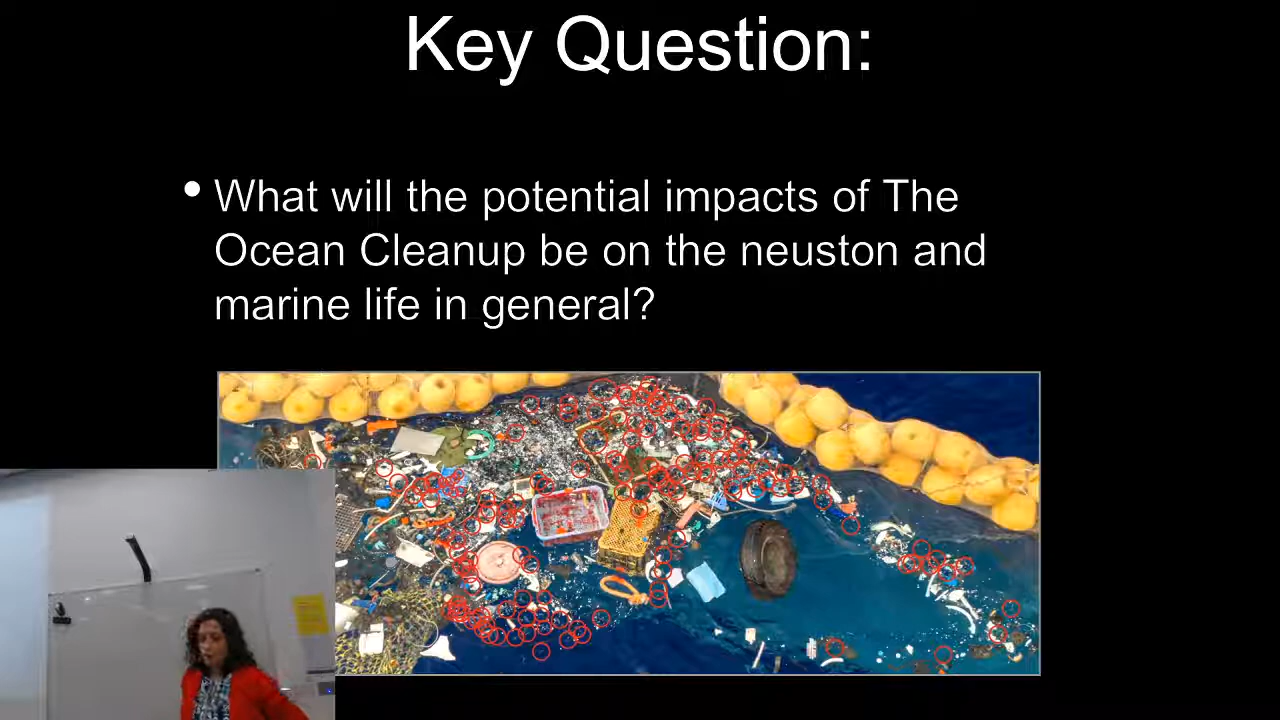 Key Question:
• What will the potential impacts of The
Ocean Cleanup be on the neuston and
marine life in general?